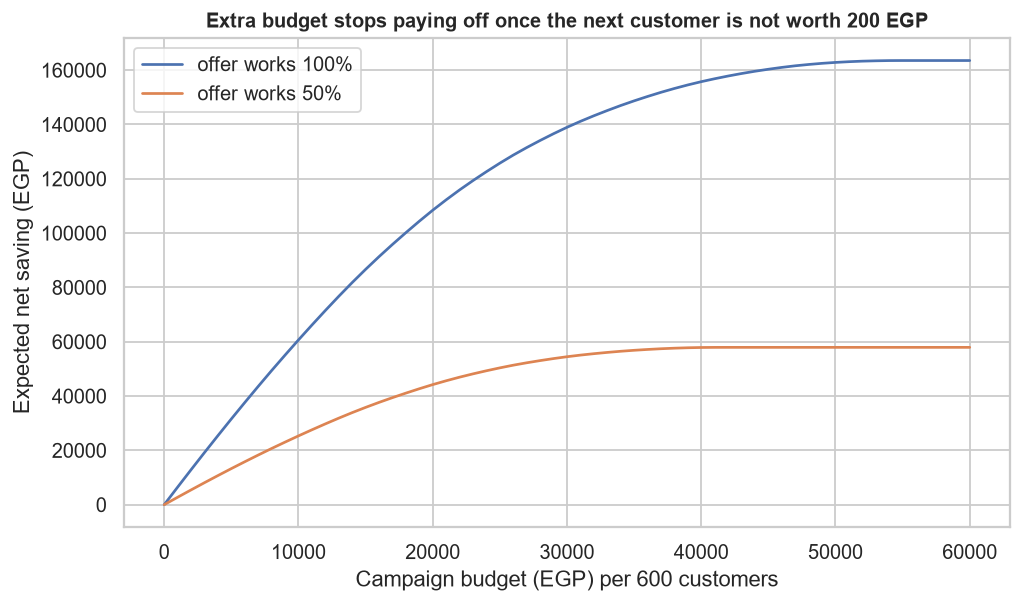 Extra budget stops paying off once the next customer is not worth 200 EGP
offer works 100%
offer works 50%
Expected net saving (EGP)
160000
140000
120000
100000
80000
60000
40000
20000
0
0 10000 20000 30000 40000 50000 60000
Campaign budget (EGP) per 600 customers